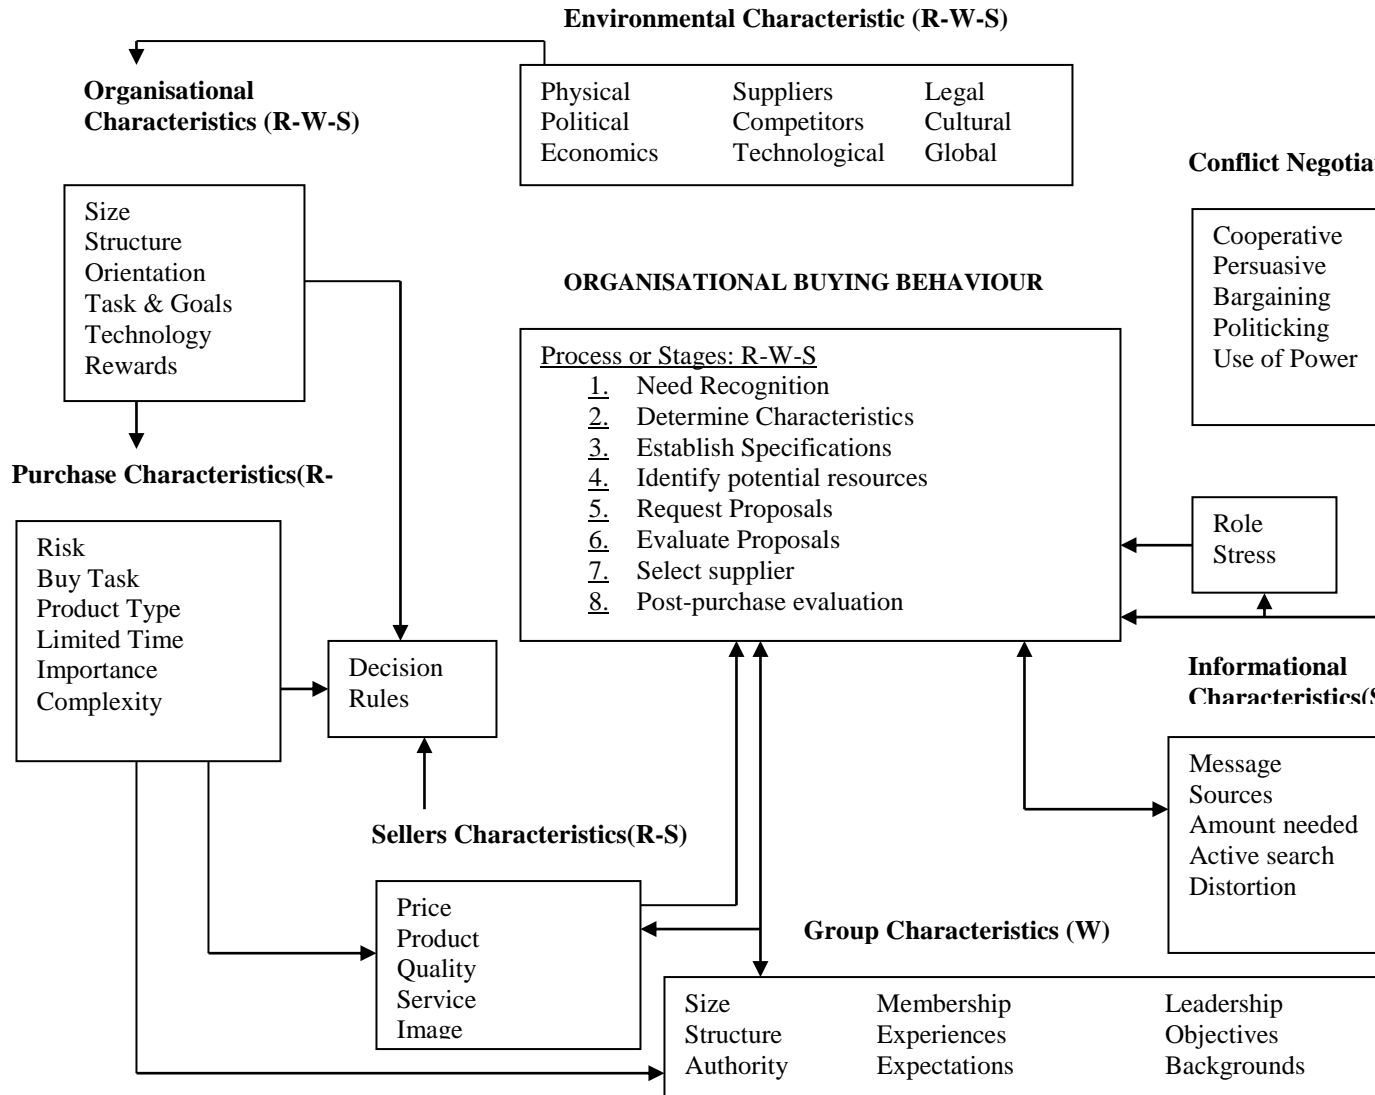 Environmental Characteristic (R-W-S)
Organisational
Characteristics (R-W-S)
Physical Suppliers Legal
Political Competitors Cultural
Economics Technological Global
Conflict Negotia
Size
Structure
Orientation
Task & Goals
Technology
Rewards
Cooperative
Persuasive
Bargaining
Politicking
Use of Power
ORGANISATIONAL BUYING BEHAVIOUR
Process or Stages: R-W-S
1. Need Recognition
2. Determine Characteristics
3. Establish Specifications
4. Identify potential resources
5. Request Proposals
6. Evaluate Proposals
7. Select supplier
8. Post-purchase evaluation
Purchase Characteristics(R-
Risk
Buy Task
Product Type
Limited Time
Importance
Complexity
Role
Stress
Decision
Rules
Informational
Characteristics(S
Message
Sources
Amount needed
Active search
Distortion
Sellers Characteristics(R-S)
Price
Product
Quality
Service
Image
Group Characteristics (W)
Size Membership Leadership
Structure Experiences Objectives
Authority Expectations Backgrounds